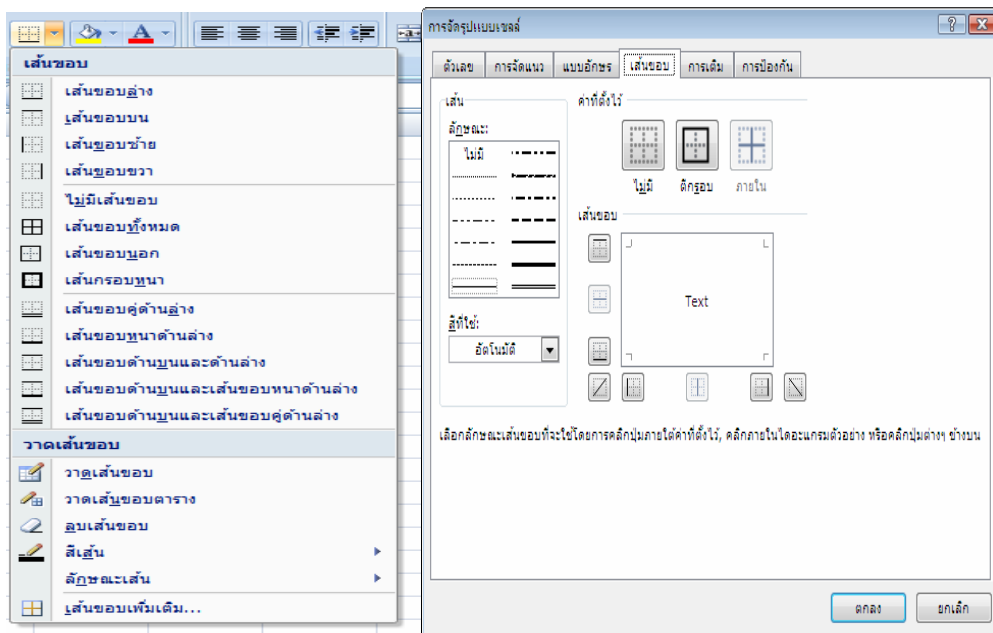 เส้นขอบ
เส้นขอบล่าง
เส้นขอบบน
เส้นขอบซ้าย
เส้นขอบขวา
ไม่มีเส้นขอบ
เส้นขอบทั้งหมด
เส้นขอบนอก
เส้นกรอบหนา
เส้นขอบคู่ด้านล่าง
เส้นขอบหนาด้านล่าง
เส้นขอบด้านบนและด้านล่าง
เส้นขอบด้านบนและเส้นขอบหนาด้านล่าง
เส้นขอบด้านบนและเส้นขอบคู่ด้านล่าง
วาดเส้นขอบ
วาดเส้นขอบ
วาดเส้นขอบตาราง
ลบเส้นขอบ
สีเส้น
ลักษณะเส้น
เส้นขอบเพิ่มเติม...
การจัดรูปแบบเซลล์
ตัวเลข การจัดแนว แบบอักษร เส้นขอบ การเติม การป้องกัน
เส้น
ลักษณะ:
ไม่มี
สีที่ใช้:
อัตโนมัติ
ค่าที่ตั้งไว้
ไม่มี ตีกรอบ ภายใน
เส้นขอบ
Text
เลือกลักษณะเส้นขอบที่จะใช้โดยการคลิกปุ่มภายใต้ค่าที่ตั้งไว้, คลิกภายในไดอะแกรมตัวอย่าง หรือคลิกปุ่มต่างๆ ข้างบน
ตกลง ยกเลิก